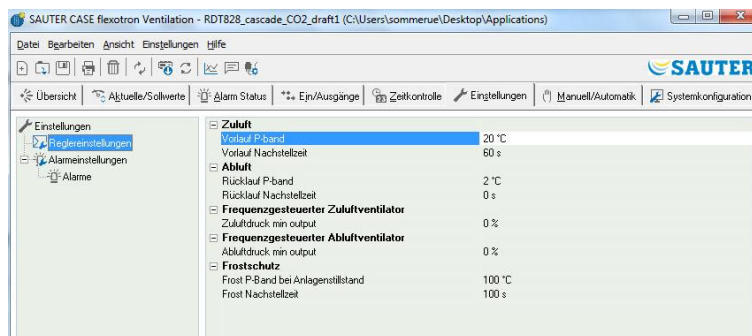 SAUTER CASE flexotron Ventilation - RDT828_cascade_CO2_draft1 (C:\Users\sommerue\Desktop\Applications)
Datei Bearbeiten Ansicht Einstellungen Hilfe
SAUTER
Übersicht Aktuelle/Sollwerte Alarm Status Ein/Ausgänge Zeitkontrolle Einstellungen Manuell/Automatik Systemkonfiguration
Einstellungen
Reglereinstellungen
Alarmeinstellungen
Alarme
Zuluft
Vorlauf P-band 20 °C
Vorlauf Nachstellzeit 60 s
Abluft
Rücklauf P-band 2 °C
Rücklauf Nachstellzeit 0 s
Frequenzgesteuerter Zuluftventilator
Zuluftdruck min output 0 %
Frequenzgesteuerter Abluftventilator
Abluftdruck min output 0 %
Frostschutz
Frost P-Band bei Anlagenstillstand 100 °C
Frost Nachstellzeit 100 s